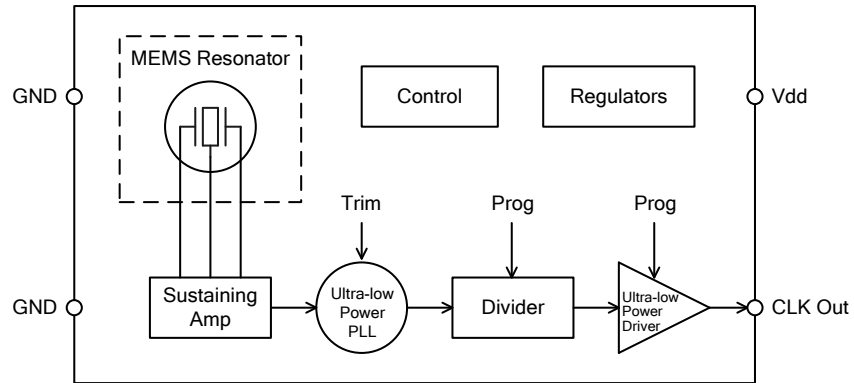 MEMS Resonator
GND
Control
Regulators
Vdd
Trim
Prog
Prog
GND
Sustaining
Amp
Ultra-low
Power
PLL
Divider
Ultra-low
Power
Driver
CLK Out